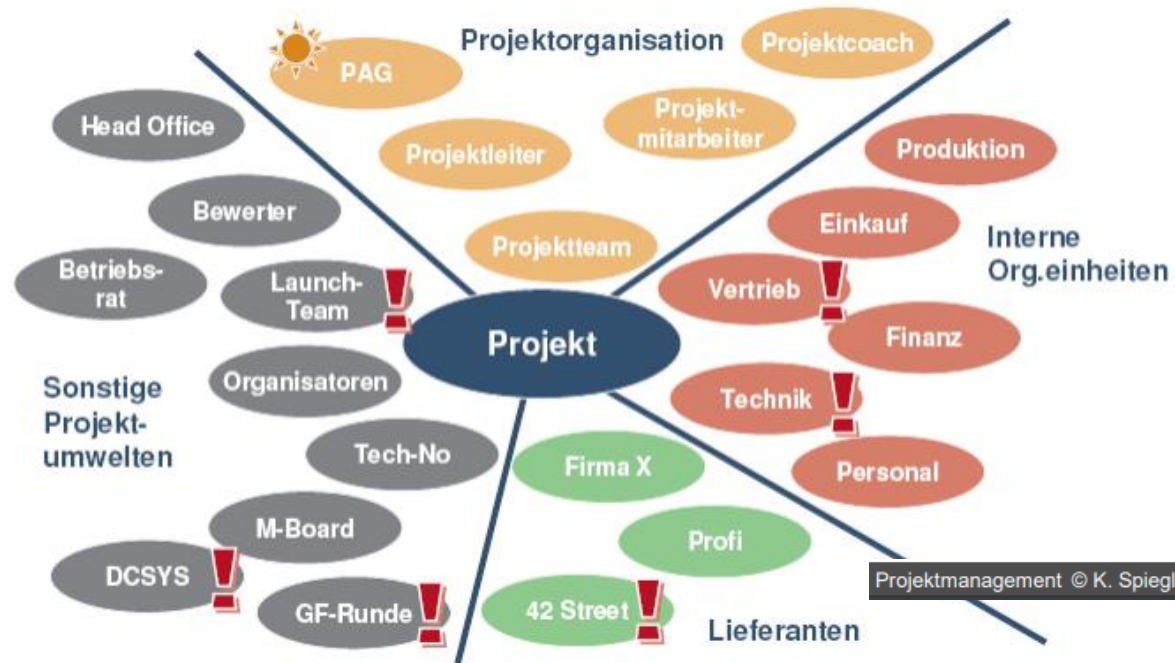 Projektorganisation
Projektcoach
PAG
Projekt-
mitarbeiter
Projektleiter
Projektteam
Head Office
Bewerter
Betriebs-
rat
Launch-
Team
Organisatoren
Sonstige
Projekt-
umwelten
Tech-No
M-Board
DCSYS
GF-Runde
Projekt
Produktion
Einkauf
Interne
Org.einheiten
Vertrieb
Finanz
Technik
Personal
Firma X
Profi
42 Street
Lieferanten
Projektmanagement © K. Spiegl